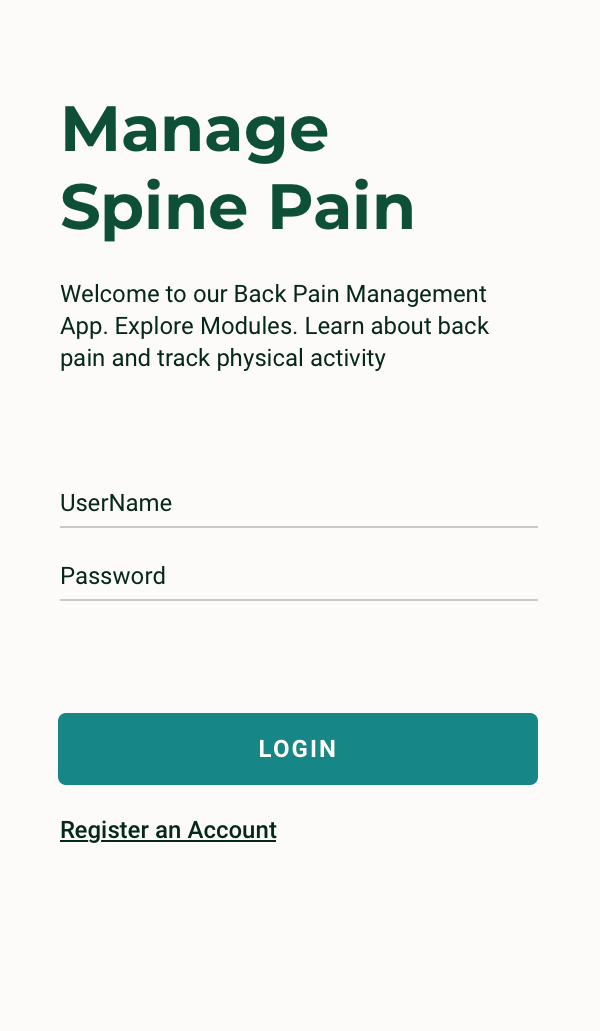 Manage
Spine Pain
Welcome to our Back Pain Management
App. Explore Modules. Learn about back
pain and track physical activity
UserName
Password
LOGIN
Register an Account